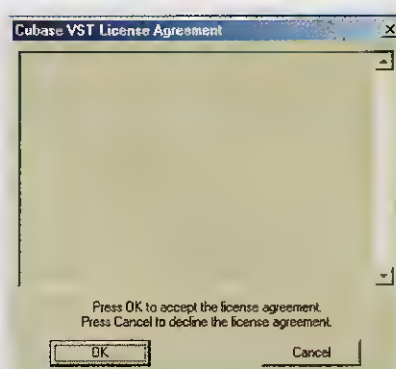 Cubase VST License Agreement
Press OK to accept the license agreement.
Press Cancel to decline the license agreement.
OK
Cancel